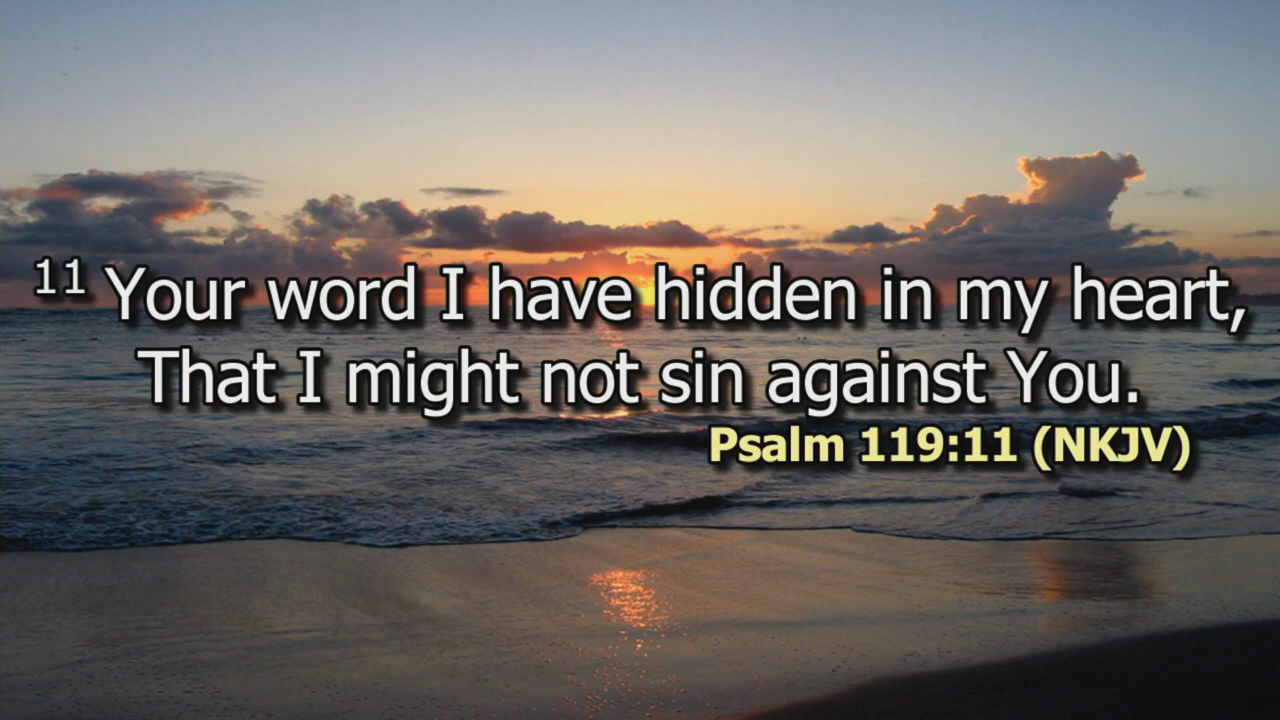 11 Your word I have hidden in my heart,
That I might not sin against You.
Psalm 119:11 (NKJV)